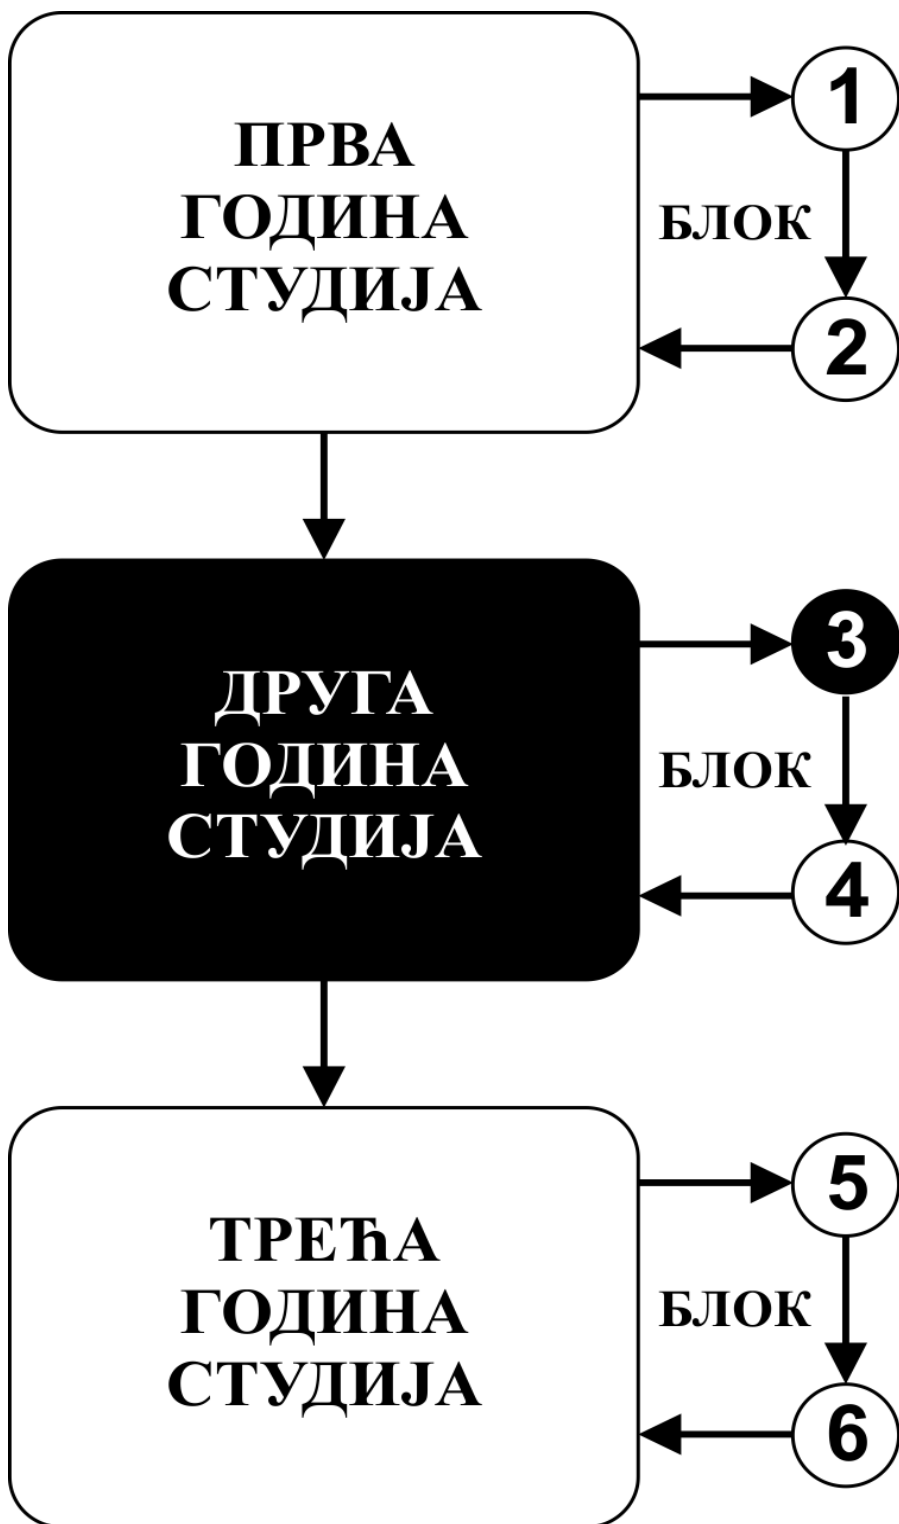 ПРВА
ГОДИНА
СТУДИЈА
1
БЛОК
2
ДРУГА
ГОДИНА
СТУДИЈА
3
БЛОК
4
ТРЕЋА
ГОДИНА
СТУДИЈА
5
БЛОК
6